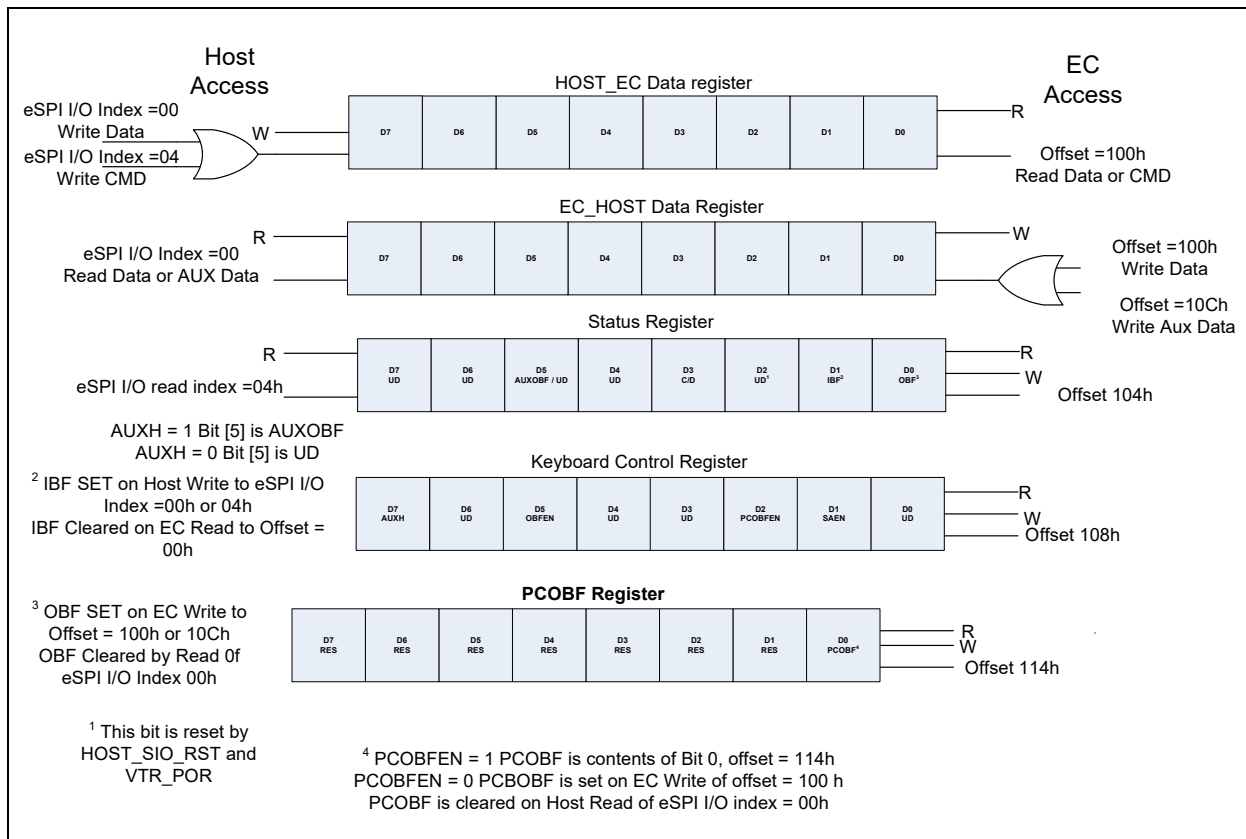 Host
Access
EC
Access
HOST_EC Data register
eSPI I/O Index =00
Write Data
eSPI I/O Index =04
Write CMD
W
D7
D6
D5
D4
D3
D2
D1
D0
R
Offset =100h
Read Data or CMD
EC_HOST Data Register
R
eSPI I/O Index =00
Read Data or AUX Data
D7
D6
D5
D4
D3
D2
D1
D0
W
Offset =100h
Write Data
Offset =10Ch
Write Aux Data
Status Register
R
eSPI I/O read index =04h
D7
UD
D6
UD
D5
AUXOBF / UD
D4
UD
D3
C/D
D2
UD¹
D1
IBF²
D0
OBF³
R
W
Offset 104h
AUXH = 1 Bit [5] is AUXOBF
AUXH = 0 Bit [5] is UD
Keyboard Control Register
² IBF SET on Host Write to eSPI I/O
Index =00h or 04h
IBF Cleared on EC Read to Offset =
00h
D7
AUXH
D6
UD
D5
OBFEN
D4
UD
D3
UD
D2
PCOBFEN
D1
SAEN
D0
UD
R
W
Offset 108h
PCOBF Register
³ OBF SET on EC Write to
Offset = 100h or 10Ch
OBF Cleared by Read 0f
eSPI I/O Index 00h
D7
RES
D6
RES
D5
RES
D4
RES
D3
RES
D2
RES
D1
RES
D0
PCOBF⁴
R
W
Offset 114h
¹ This bit is reset by
HOST_SIO_RST and
VTR_POR
⁴ PCOBFEN = 1 PCOBF is contents of Bit 0, offset = 114h
PCOBFEN = 0 PCBOBF is set on EC Write of offset = 100 h
PCOBF is cleared on Host Read of eSPI I/O index = 00h